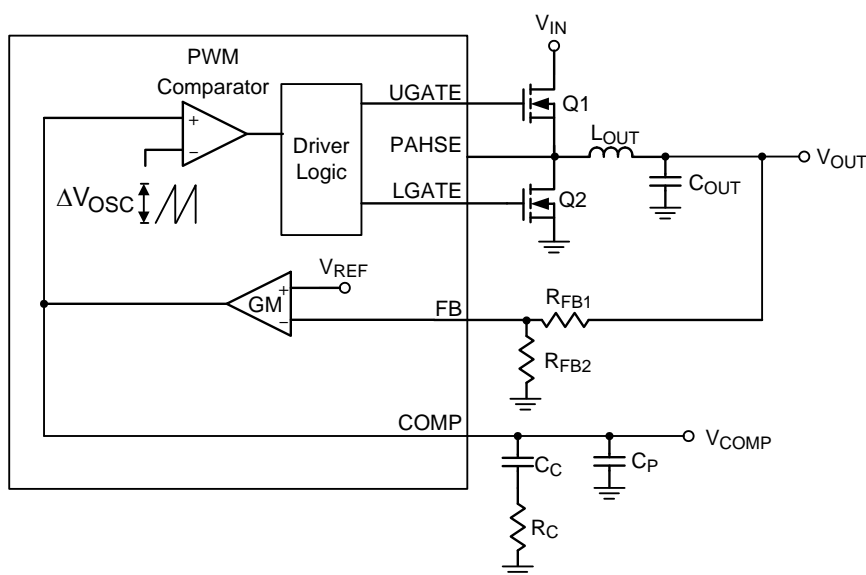 V_IN
PWM
Comparator
UGATE
Q1
+
−
Driver
Logic
PAHSE
L_OUT
V_OUT
C_OUT
ΔV_OSC
LGATE
Q2
V_REF
GM
+
−
FB
R_FB1
R_FB2
COMP
V_COMP
C_C
C_P
R_C